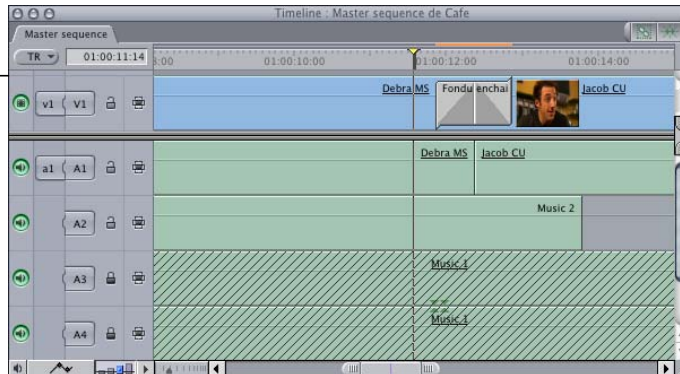 Timeline : Master sequence de Cafe
Master sequence
TR 01:00:11:14 3:00 01:00:10:00 01:00:12:00 01:00:14:00
v1 V1 Debra MS Fondu enchaî Jacob CU
a1 A1 Debra MS Jacob CU
A2 Music 2
A3 Music 1
A4 Music 1